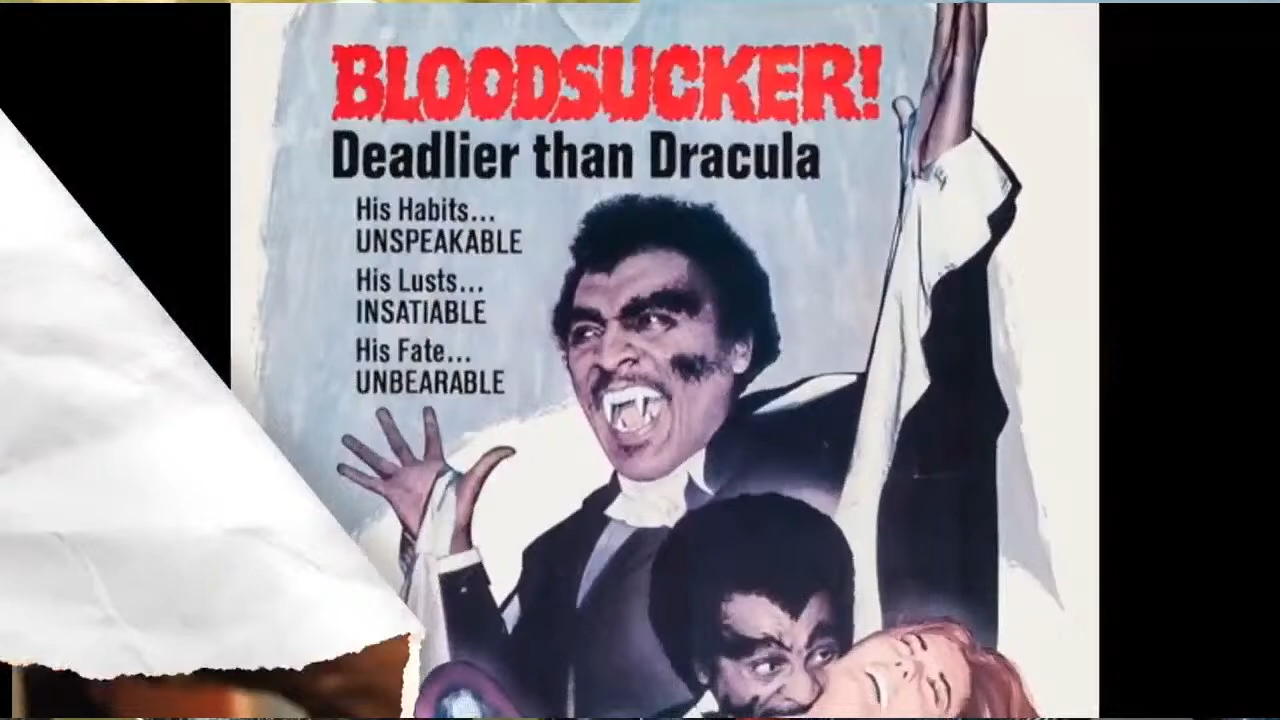 BLOODSUCKER!
Deadlier than Dracula
His Habits...
UNSPEAKABLE
His Lusts...
INSATIABLE
His Fate...
UNBEARABLE